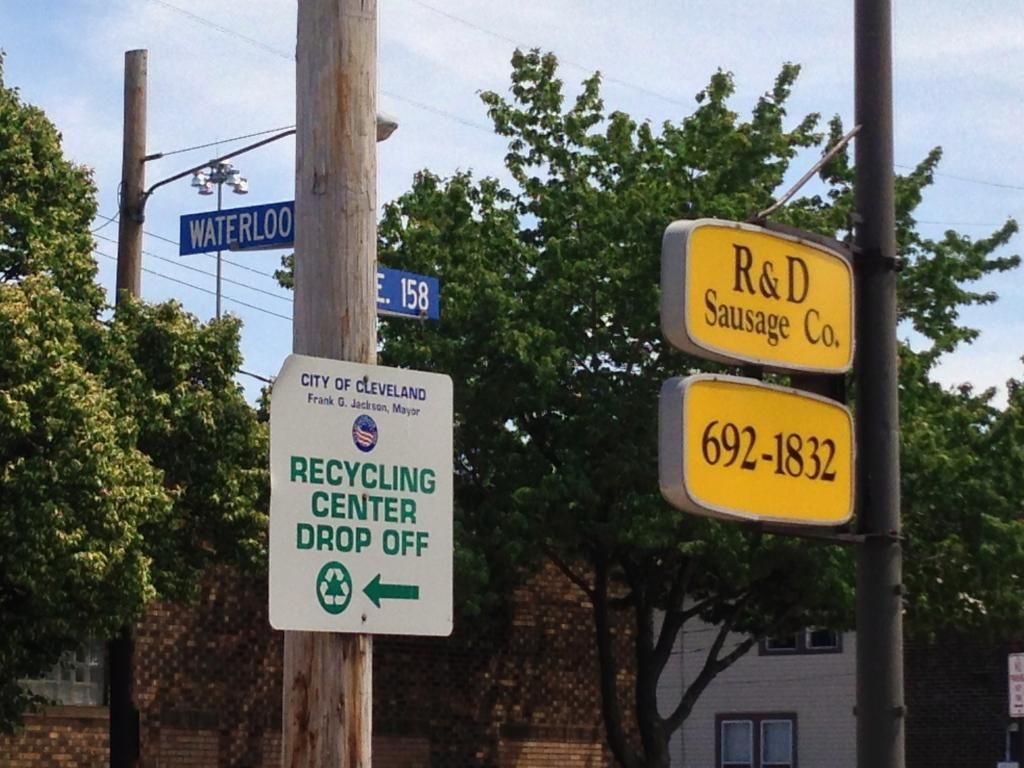 WATERLOO
E. 158
CITY OF CLEVELAND
Frank G. Jackson, Mayor
RECYCLING
CENTER
DROP OFF
R & D
Sausage Co.
692-1832